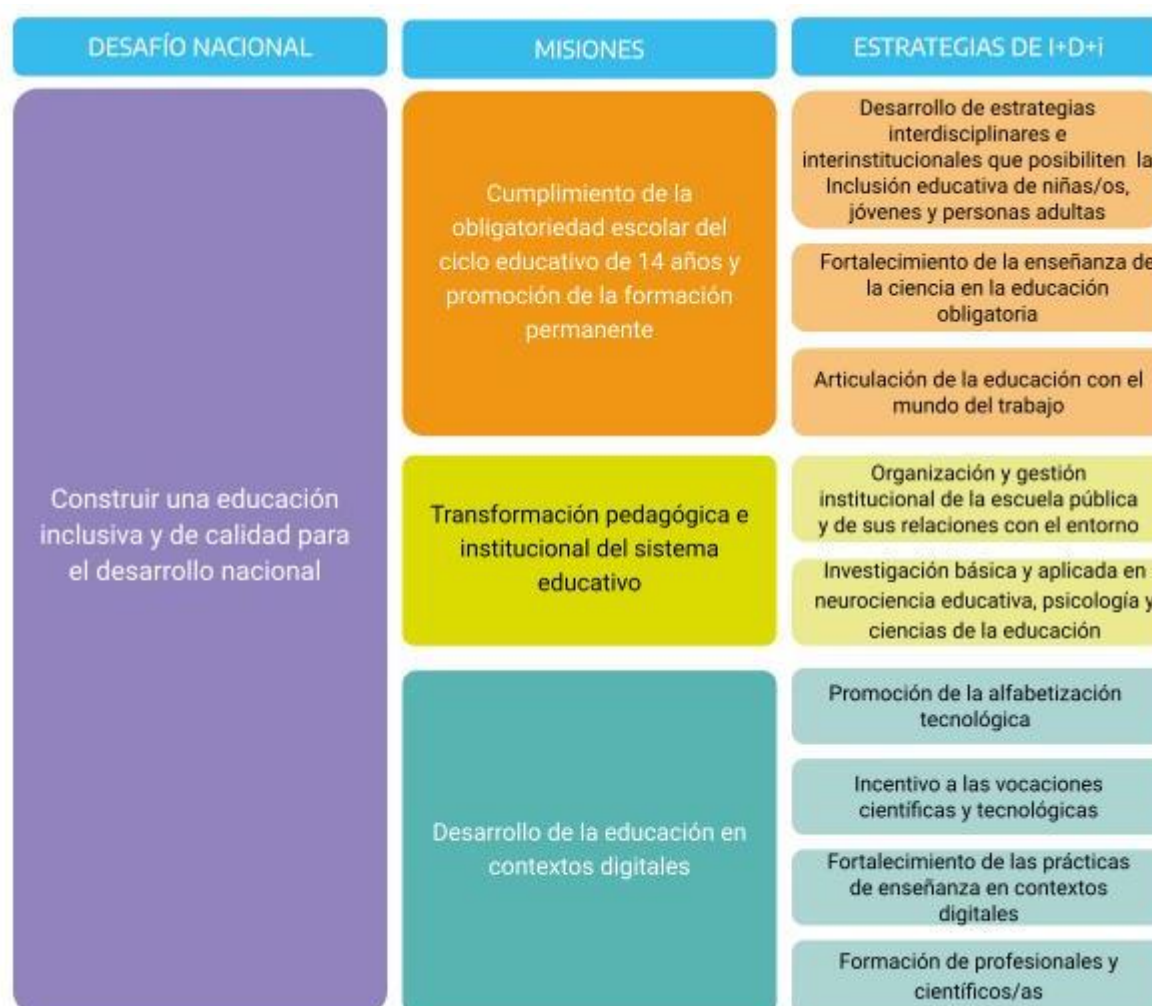 DESAFÍO NACIONAL
MISIONES
ESTRATEGIAS DE I+D+i
Construir una educación
inclusiva y de calidad para
el desarrollo nacional
Cumplimiento de la
obligatoriedad escolar del
ciclo educativo de 14 años y
promoción de la formación
permanente
Desarrollo de estrategias
interdisciplinares e
interinstitucionales que posibiliten la
Inclusión educativa de niñas/os,
jóvenes y personas adultas
Fortalecimiento de la enseñanza de
la ciencia en la educación
obligatoria
Articulación de la educación con el
mundo del trabajo
Transformación pedagógica e
institucional del sistema
educativo
Organización y gestión
institucional de la escuela pública
y de sus relaciones con el entorno
Investigación básica y aplicada en
neurociencia educativa, psicología y
ciencias de la educación
Desarrollo de la educación en
contextos digitales
Promoción de la alfabetización
tecnológica
Incentivo a las vocaciones
científicas y tecnológicas
Fortalecimiento de las prácticas
de enseñanza en contextos
digitales
Formación de profesionales y
científicos/as